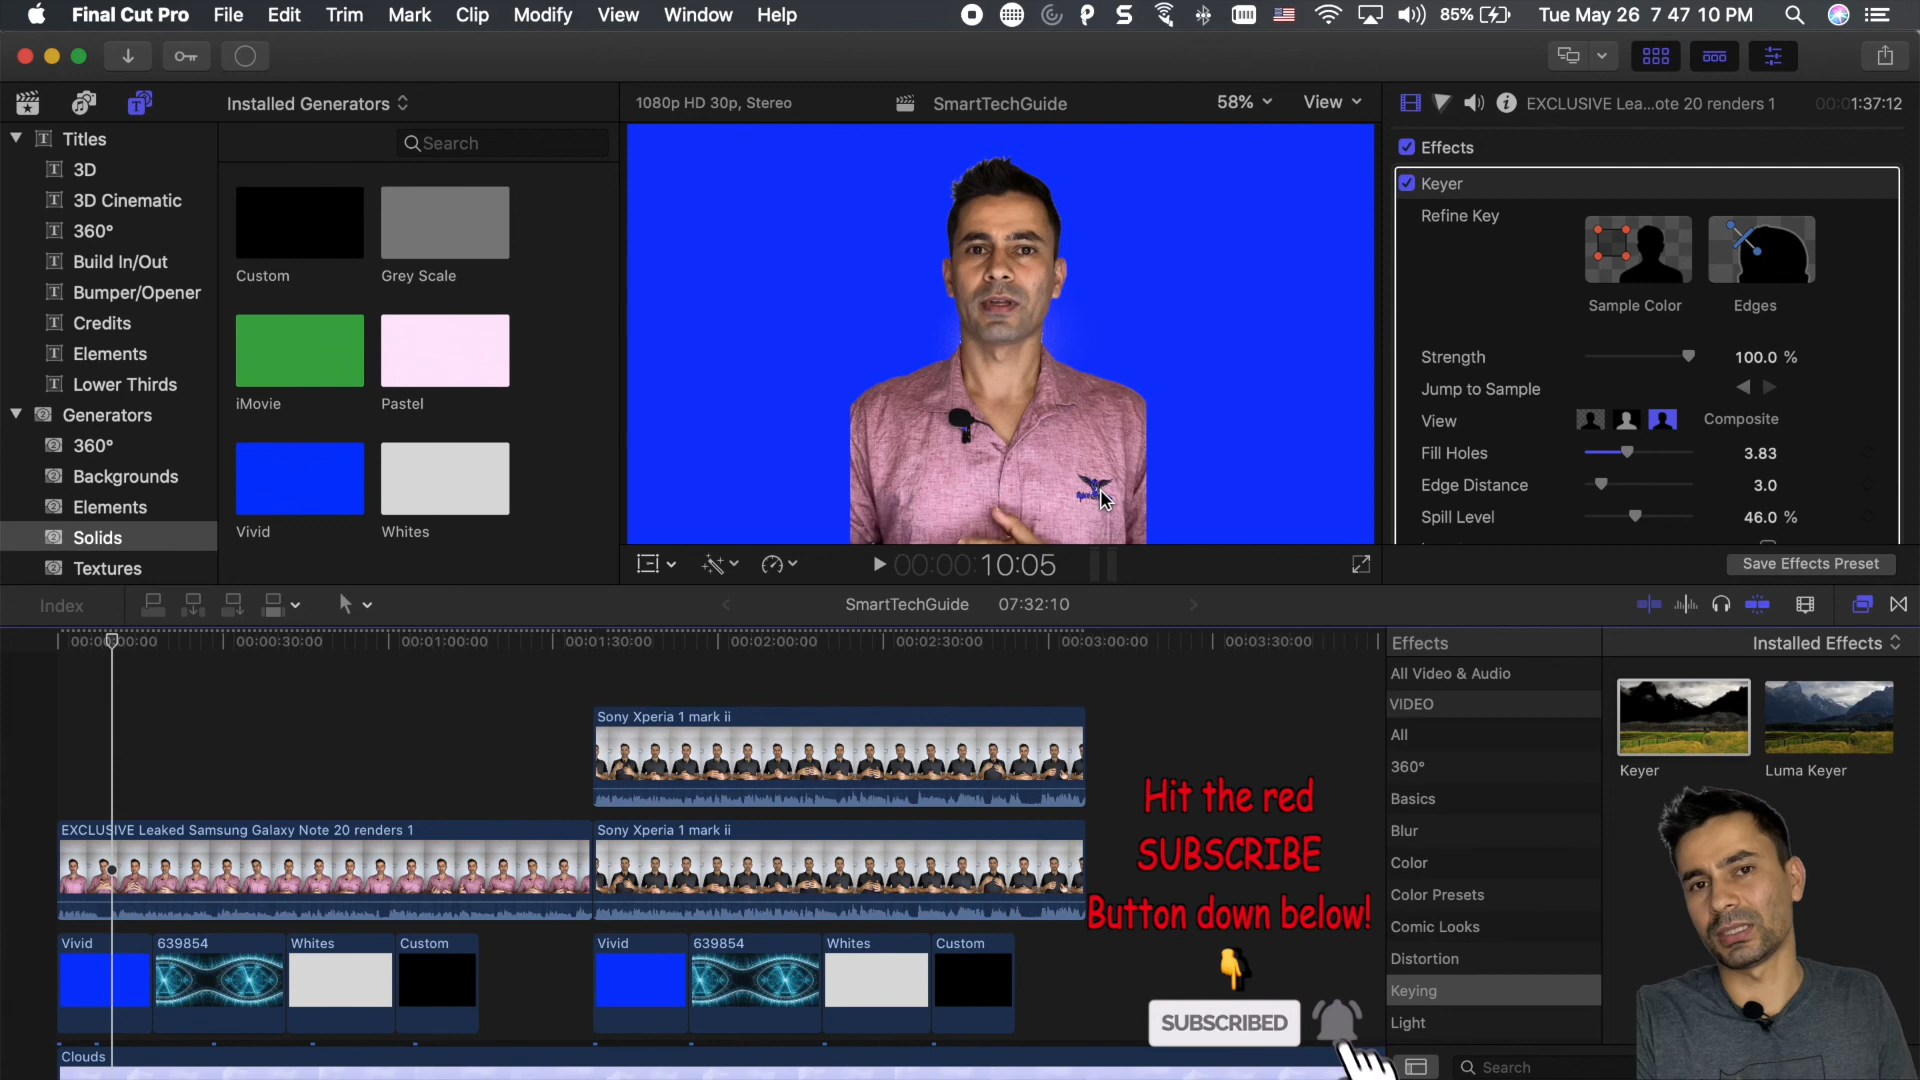 Final Cut Pro File Edit Trim Mark Clip Modify View Window Help
85% Tue May 26 7 47 10 PM
Installed Generators
1080p HD 30p, Stereo
SmartTechGuide
58%
View
EXCLUSIVE Lea...ote 20 renders 1
00:01:37:12
Titles
3D
3D Cinematic
360°
Build In/Out
Bumper/Opener
Credits
Elements
Lower Thirds
Generators
360°
Backgrounds
Elements
Solids
Textures
Search
Custom
Grey Scale
iMovie
Pastel
Vivid
Whites
Effects
Keyer
Refine Key
Sample Color
Edges
Strength
100.0 %
Jump to Sample
View
Composite
Fill Holes
3.83
Edge Distance
3.0
Spill Level
46.0 %
Save Effects Preset
00:00:10:05
Index
SmartTechGuide
07:32:10
00:00:00:00
00:00:30:00
00:01:00:00
00:01:30:00
00:02:00:00
00:02:30:00
00:03:00:00
00:03:30:00
Sony Xperia 1 mark ii
EXCLUSIVE Leaked Samsung Galaxy Note 20 renders 1
Sony Xperia 1 mark ii
Vivid
639854
Whites
Custom
Vivid
639854
Whites
Custom
Clouds
Hit the red
SUBSCRIBE
Button down below!
SUBSCRIBED
Effects
Installed Effects
All Video & Audio
VIDEO
All
360°
Basics
Blur
Color
Color Presets
Comic Looks
Distortion
Keying
Light
Keyer
Luma Keyer
Search